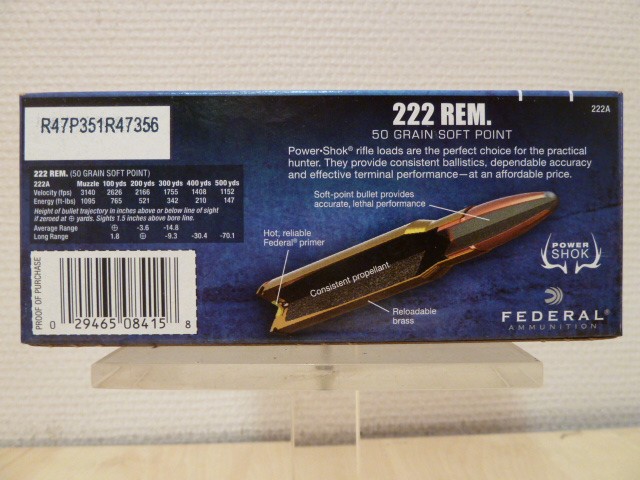 R47P351R47356
222 REM.
50 GRAIN SOFT POINT
222A
Power•Shok® rifle loads are the perfect choice for the practical
hunter. They provide consistent ballistics, dependable accuracy
and effective terminal performance—at an affordable price.
222 REM. (50 GRAIN SOFT POINT)
222A Muzzle 100 yds 200 yds 300 yds 400 yds 500 yds
Velocity (fps) 3140 2626 2166 1755 1408 1152
Energy (ft-lbs) 1095 765 521 342 210 147
Height of bullet trajectory in inches above or below line of sight
if zeroed at ⊕ yards. Sights 1.5 inches above bore line.
Average Range ⊕ -3.6 -14.8
Long Range 1.8 ⊕ -9.3 -30.4 -70.1
PROOF OF PURCHASE
0 29465 08415 8
Soft-point bullet provides
accurate, lethal performance
Hot, reliable
Federal® primer
Consistent propellant
Reloadable
brass
POWER
SHOK
FEDERAL
AMMUNITION